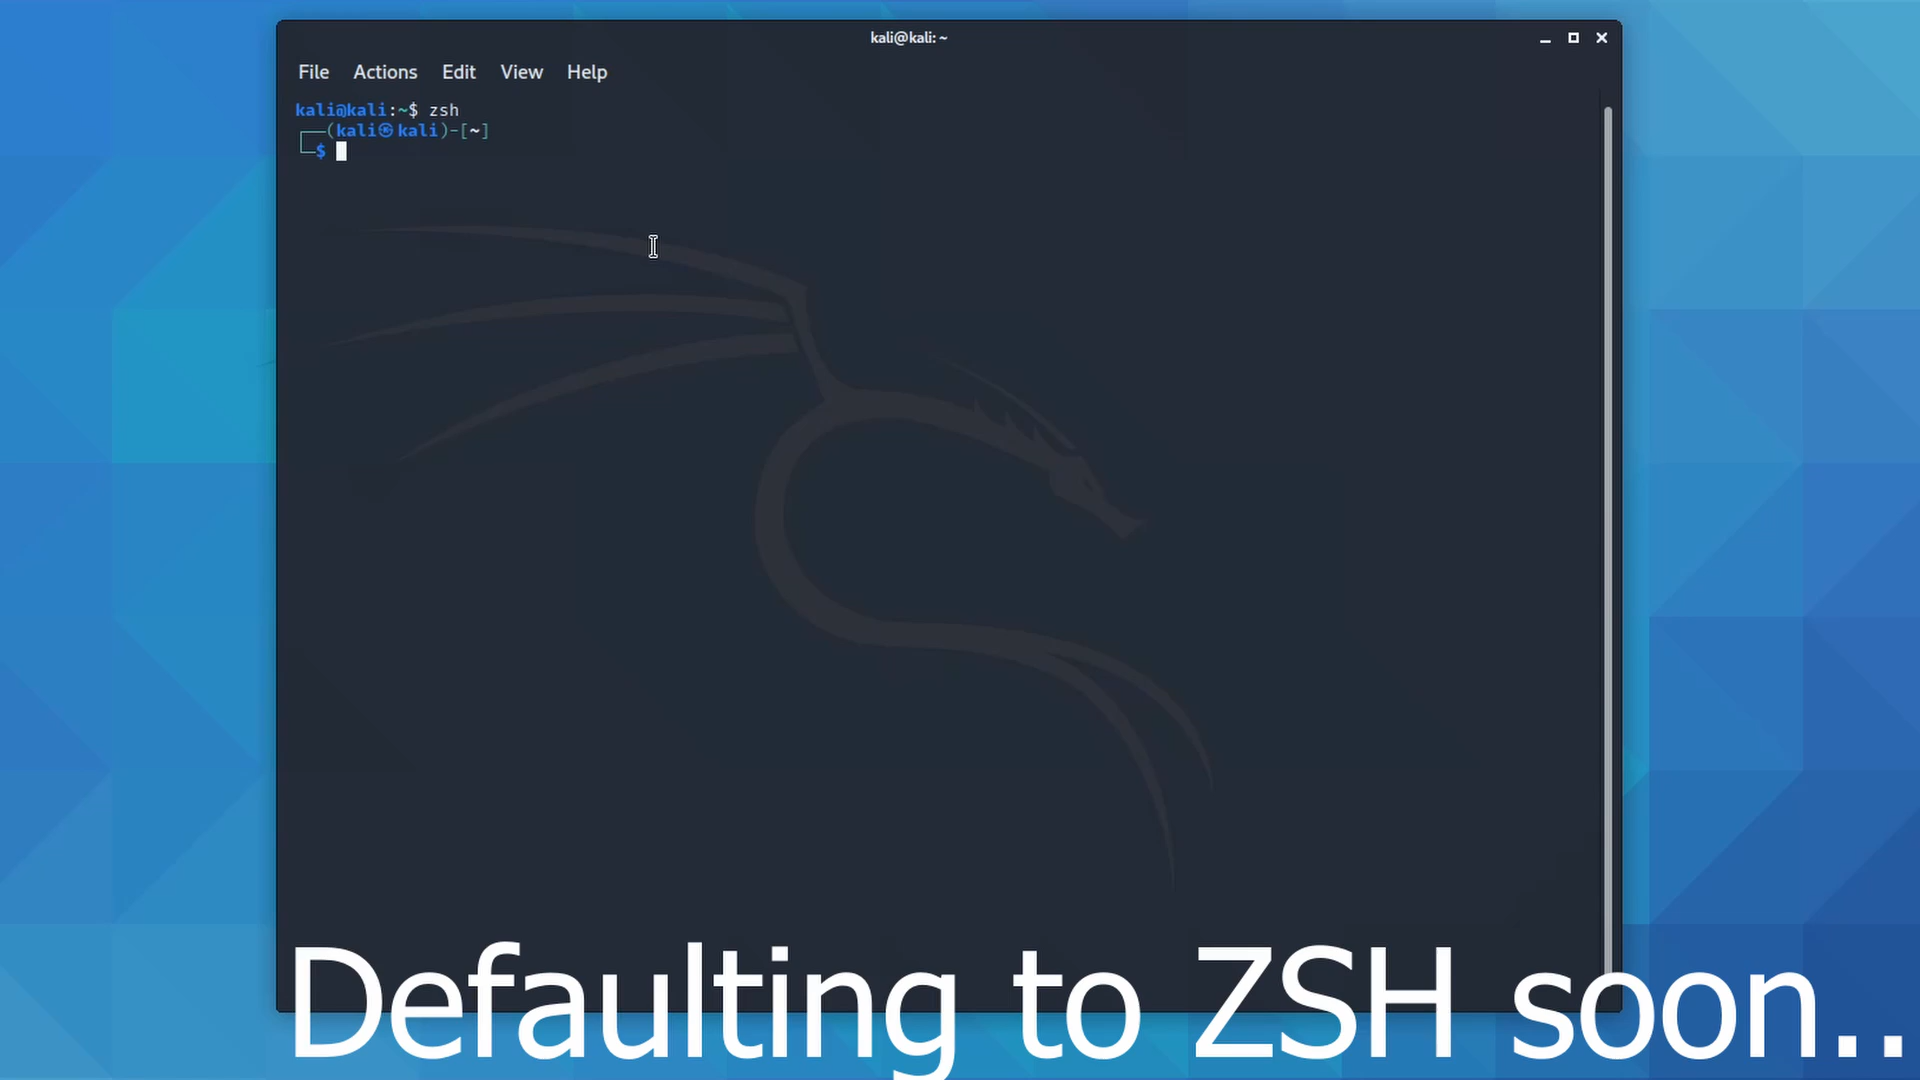 kali@kali: ~
File Actions Edit View Help
kali@kali:~$ zsh
┌──(kali㉿kali)-[~]
└─$
Defaulting to ZSH soon..